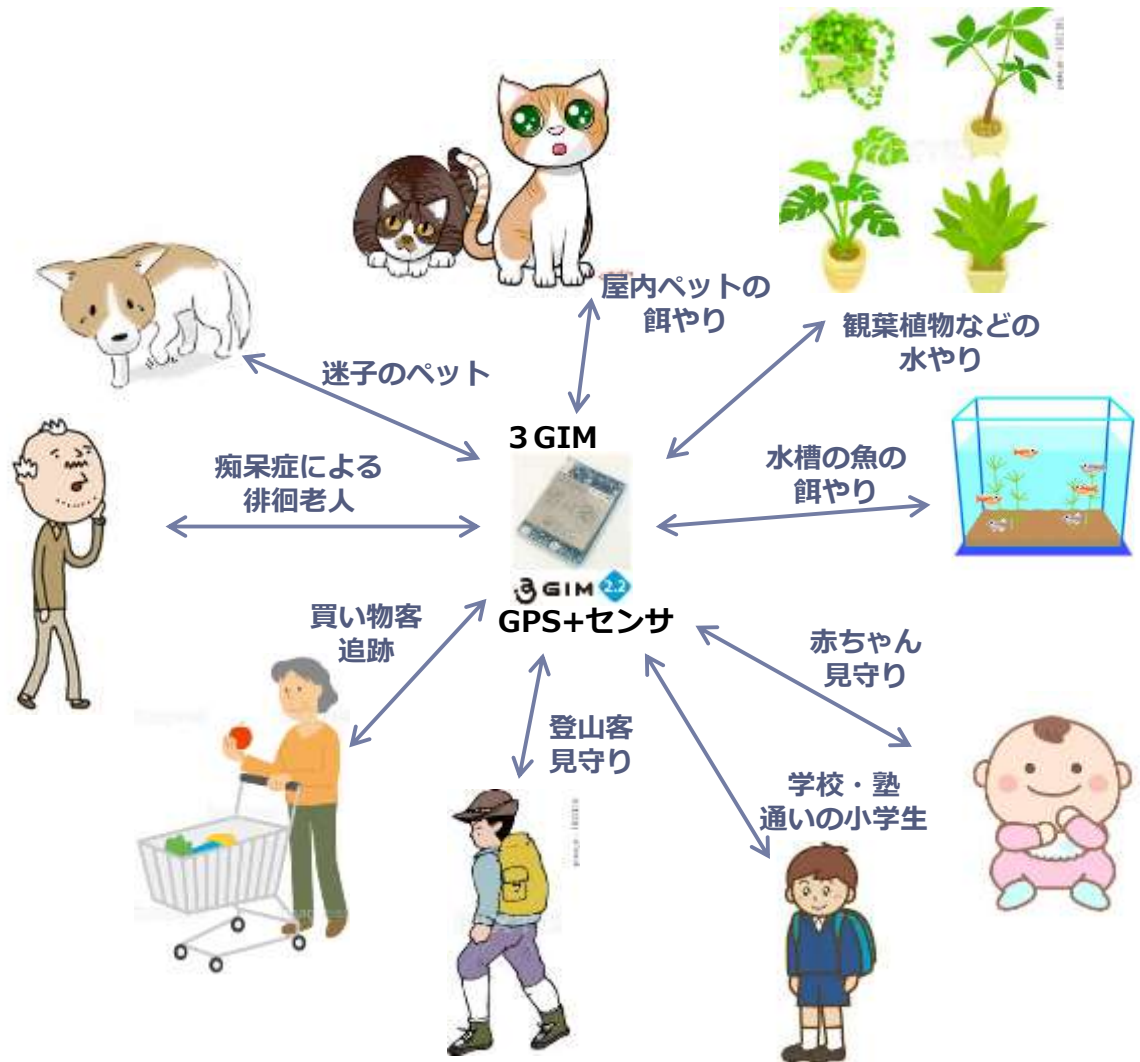 屋内ペットの
餌やり
観葉植物などの
水やり
迷子のペット
3GIM
水槽の魚の
餌やり
痴呆症による
徘徊老人
3GIM 2.2
GPS+センサ
買い物客
追跡
赤ちゃん
見守り
登山客
見守り
学校・塾
通いの小学生